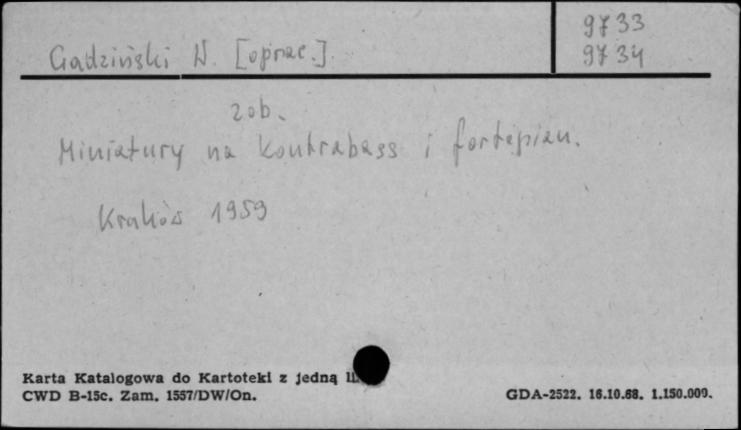 9733
Gadziński W. [oprac.]
9734
zob.
Miniatury na kontrabass i fortepian.
Kraków 1959
Karta Katalogowa do Kartoteki z jedną
CWD B-15c. Zam. 1557/DW/On.
GDA-2522. 16.10.68. 1.150.000.